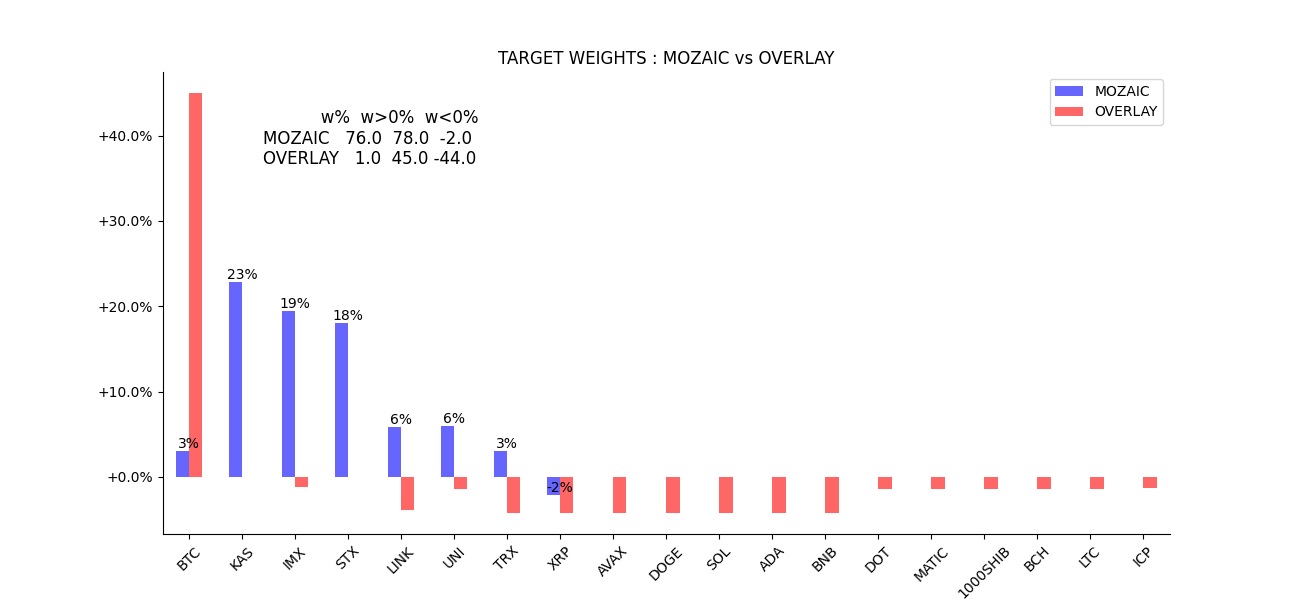 TARGET WEIGHTS : MOZAIC vs OVERLAY
MOZAIC
OVERLAY
w% w>0% w<0%
MOZAIC 76.0 78.0 -2.0
OVERLAY 1.0 45.0 -44.0
+40.0%
+30.0%
+20.0%
+10.0%
+0.0%
3%
23%
19%
18%
6%
6%
3%
-2%
BTC
KAS
IMX
STX
LINK
UNI
TRX
XRP
AVAX
DOGE
SOL
ADA
BNB
DOT
MATIC
1000SHIB
BCH
LTC
ICP